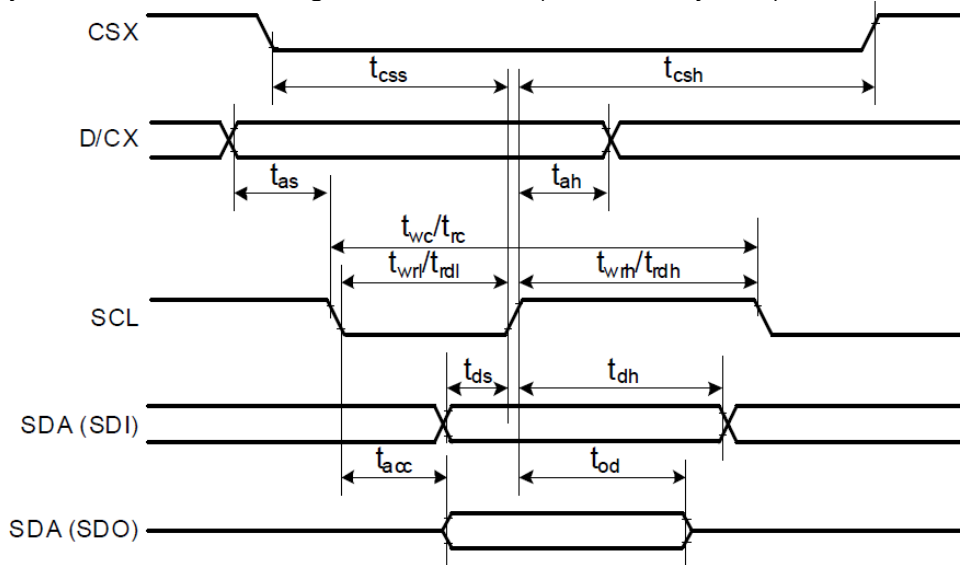 CSX
tcss
tcsh
D/CX
tas
tah
twc/trc
twrl/trdl
twrh/trdh
SCL
tds
tdh
SDA (SDI)
tacc
tod
SDA (SDO)